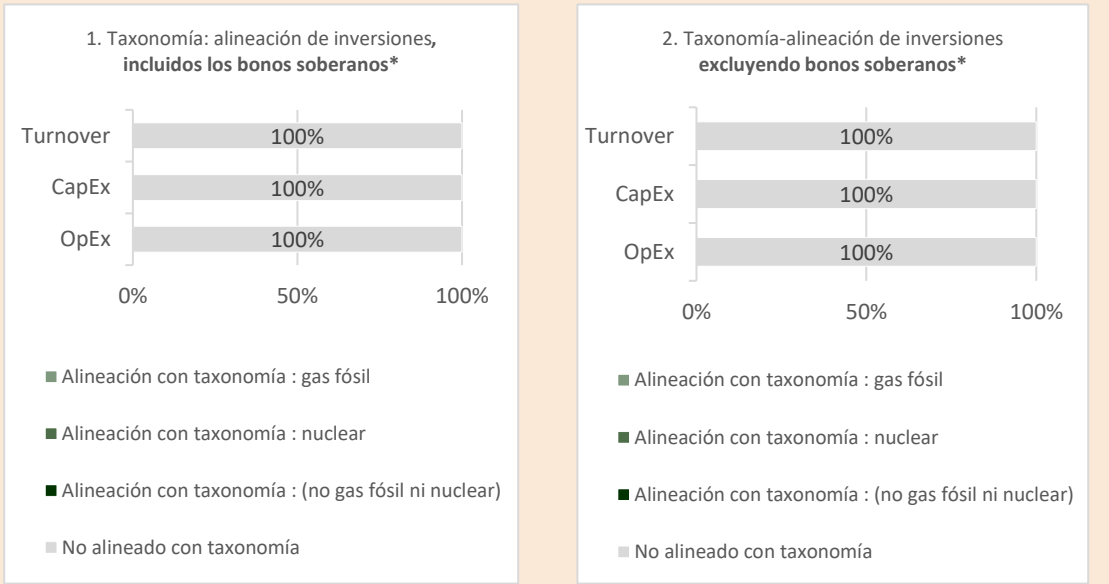 1. Taxonomía: alineación de inversiones,
incluidos los bonos soberanos*
Turnover
100%
CapEx
100%
OpEx
100%
0%
50%
100%
Alineación con taxonomía : gas fósil
Alineación con taxonomía : nuclear
Alineación con taxonomía : (no gas fósil ni nuclear)
No alineado con taxonomía
2. Taxonomía-alineación de inversiones
excluyendo bonos soberanos*
Turnover
100%
CapEx
100%
OpEx
100%
0%
50%
100%
Alineación con taxonomía : gas fósil
Alineación con taxonomía : nuclear
Alineación con taxonomía : (no gas fósil ni nuclear)
No alineado con taxonomía